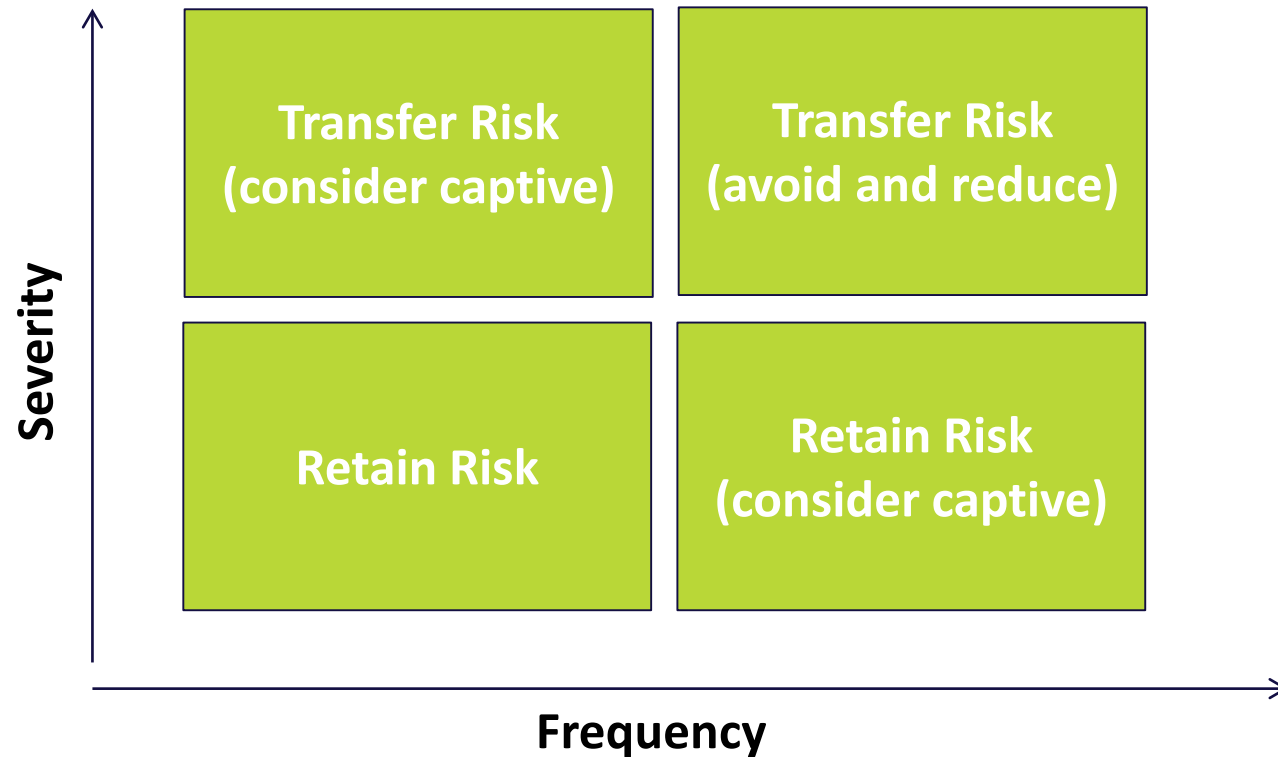 Transfer Risk
(consider captive)
Transfer Risk
(avoid and reduce)
Severity
Retain Risk
Retain Risk
(consider captive)
Frequency